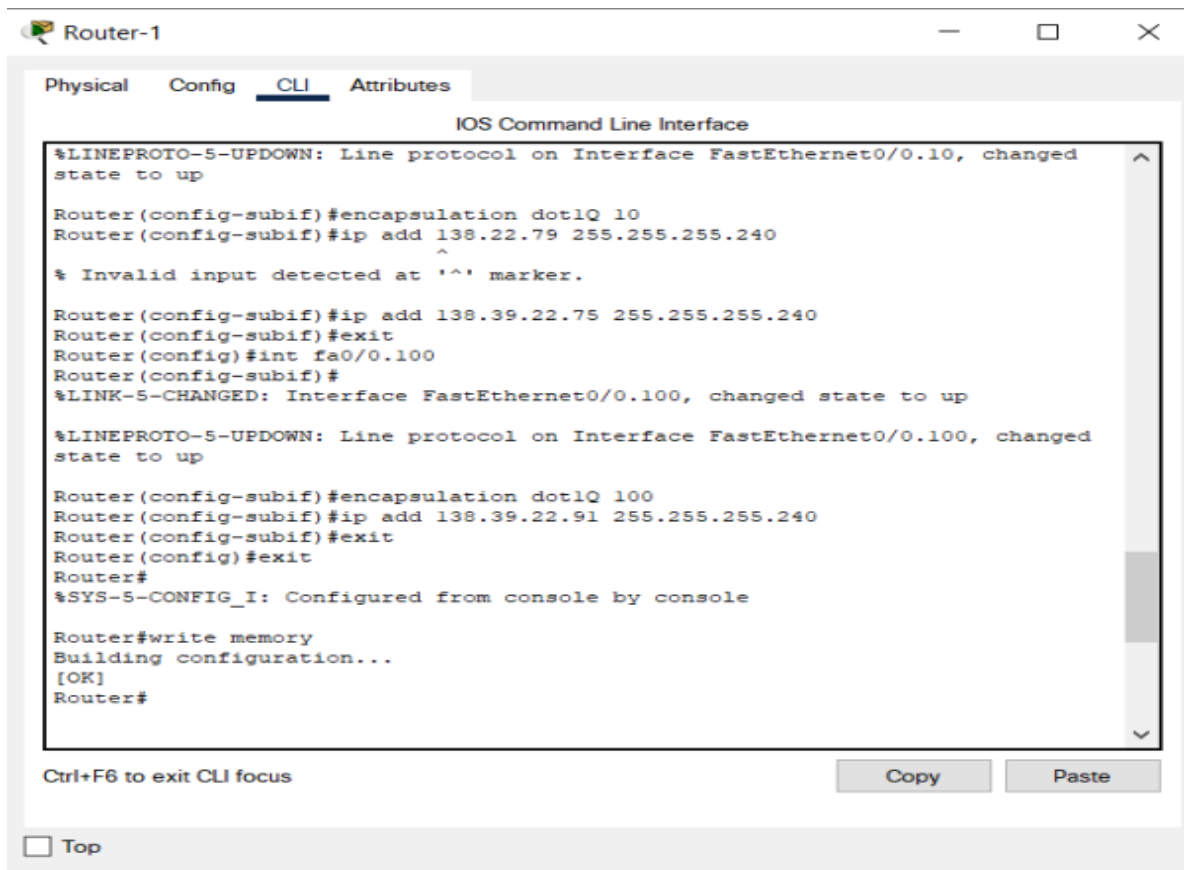 Router-1
Physical Config CLI Attributes
IOS Command Line Interface
%LINEPROTO-5-UPDOWN: Line protocol on Interface FastEthernet0/0.10, changed
state to up
Router(config-subif)#encapsulation dot1Q 10
Router(config-subif)#ip add 138.22.79 255.255.255.240
^
% Invalid input detected at '^' marker.
Router(config-subif)#ip add 138.39.22.75 255.255.255.240
Router(config-subif)#exit
Router(config)#int fa0/0.100
Router(config-subif)#
%LINK-5-CHANGED: Interface FastEthernet0/0.100, changed state to up
%LINEPROTO-5-UPDOWN: Line protocol on Interface FastEthernet0/0.100, changed
state to up
Router(config-subif)#encapsulation dot1Q 100
Router(config-subif)#ip add 138.39.22.91 255.255.255.240
Router(config-subif)#exit
Router(config)#exit
Router#
%SYS-5-CONFIG_I: Configured from console by console
Router#write memory
Building configuration...
[OK]
Router#
Ctrl+F6 to exit CLI focus
Copy Paste
Top